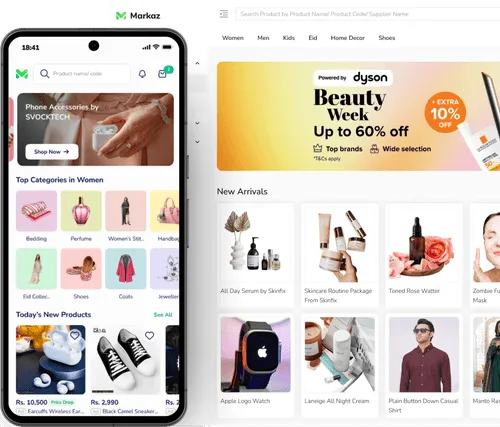 Markaz
18:41
Product name/ code
Phone Accessories by
SVOCKTECH
Shop Now →
Top Categories in Women
Bedding
Perfume
Women's Stit..
Handbag
Eid Collec..
Shoes
Coats
Jeweller
Today's New Products
See All
Rs. 10,500
Price Drop
Earcuffs Wireless Ear...
Rs. 2,990
Black Camel Sneaker...
Rs.
Search Product by Product Name/ Product Code/ Supplier Name
Women
Men
Kids
Eid
Home Decor
Shoes
Powered by
dyson
Beauty
Week
Up to 60% off
Top brands
Wide selection
*T&Cs apply
+ EXTRA
10%
OFF
New Arrivals
All Day Serum by Skinfix
Skincare Routine Package
From Skinfix
Toned Rose Watter
Zombie Fu
Mask
Apple Logo Watch
Laneige All Night Cream
Plain Button Down Casual
Shirt
Manto Ras